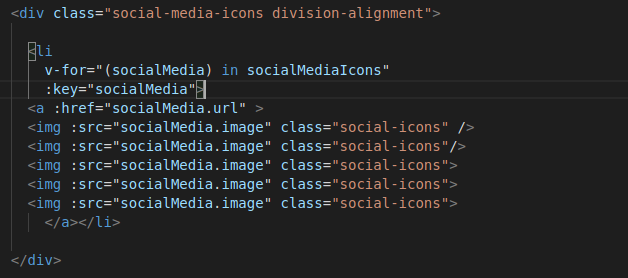 <div class="social-media-icons division-alignment">
<li
v-for="(socialMedia) in socialMediaIcons"
:key="socialMedia">
<a :href="socialMedia.url" >
<img :src="socialMedia.image" class="social-icons" />
<img :src="socialMedia.image" class="social-icons"/>
<img :src="socialMedia.image" class="social-icons">
<img :src="socialMedia.image" class="social-icons">
<img :src="socialMedia.image" class="social-icons">
</a></li>
</div>